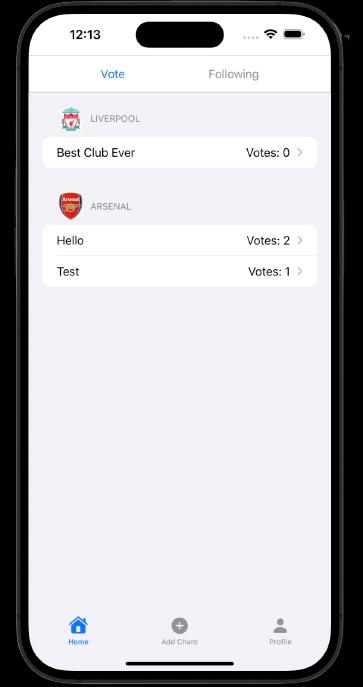 12:13
Vote Following
LIVERPOOL
Best Club Ever Votes: 0
Arsenal
ARSENAL
Hello Votes: 2
Test Votes: 1
Home Add Chant Profile